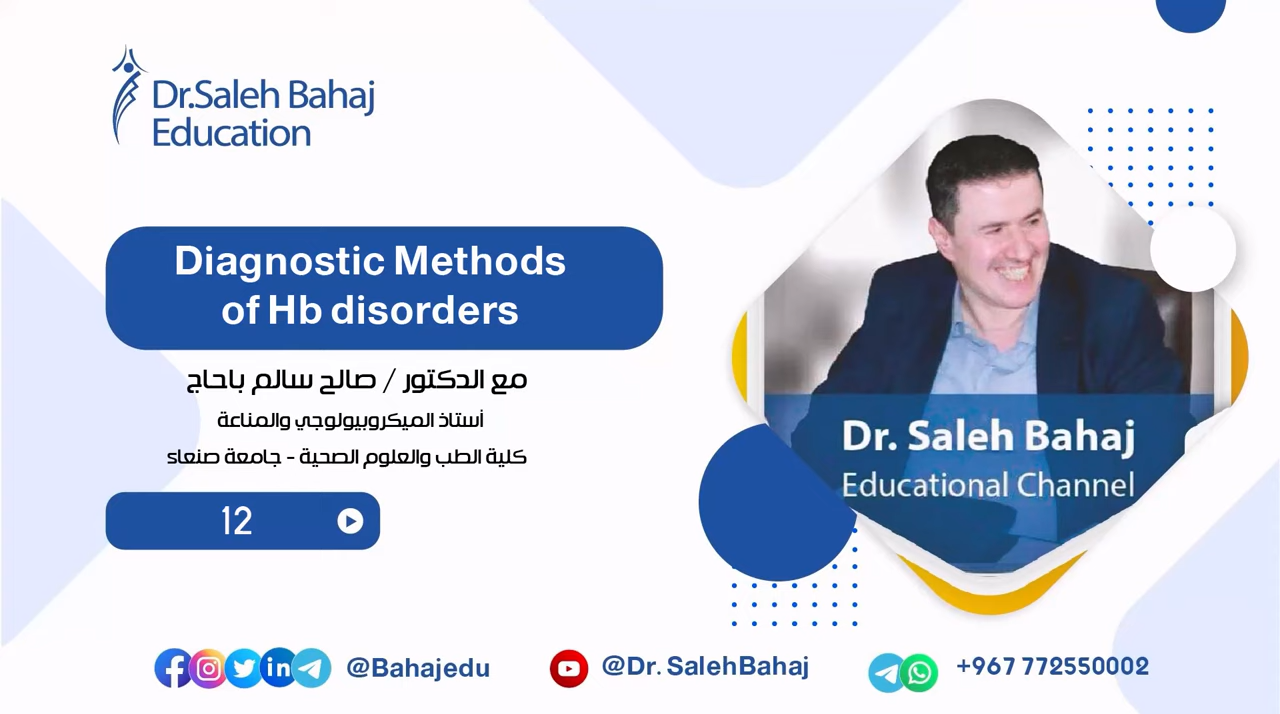 Dr.Saleh Bahaj
Education
Diagnostic Methods
of Hb disorders
مع الدكتور / صالح سالم باحاج
أستاذ الميكروبيولوجي والمناعة
كلية الطب والعلوم الصحية - جامعة صنعاء
12
Dr. Saleh Bahaj
Educational Channel
@Bahajedu
@Dr. SalehBahaj
+967 772550002